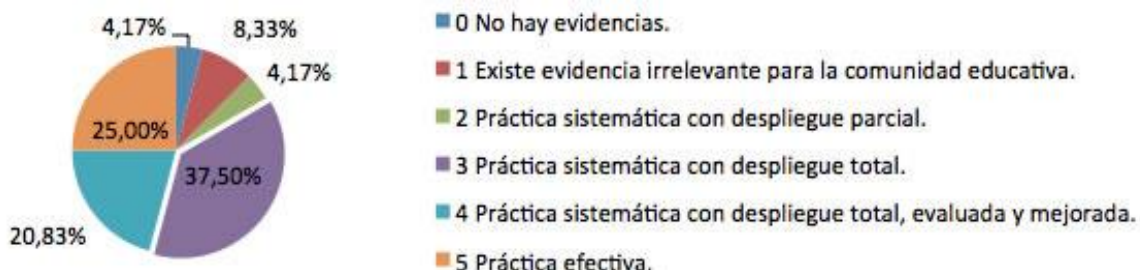 4,17%
8,33%
4,17%
25,00%
37,50%
20,83%
0 No hay evidencias.
1 Existe evidencia irrelevante para la comunidad educativa.
2 Práctica sistemática con despliegue parcial.
3 Práctica sistemática con despliegue total.
4 Práctica sistemática con despliegue total, evaluada y mejorada.
5 Práctica efectiva.